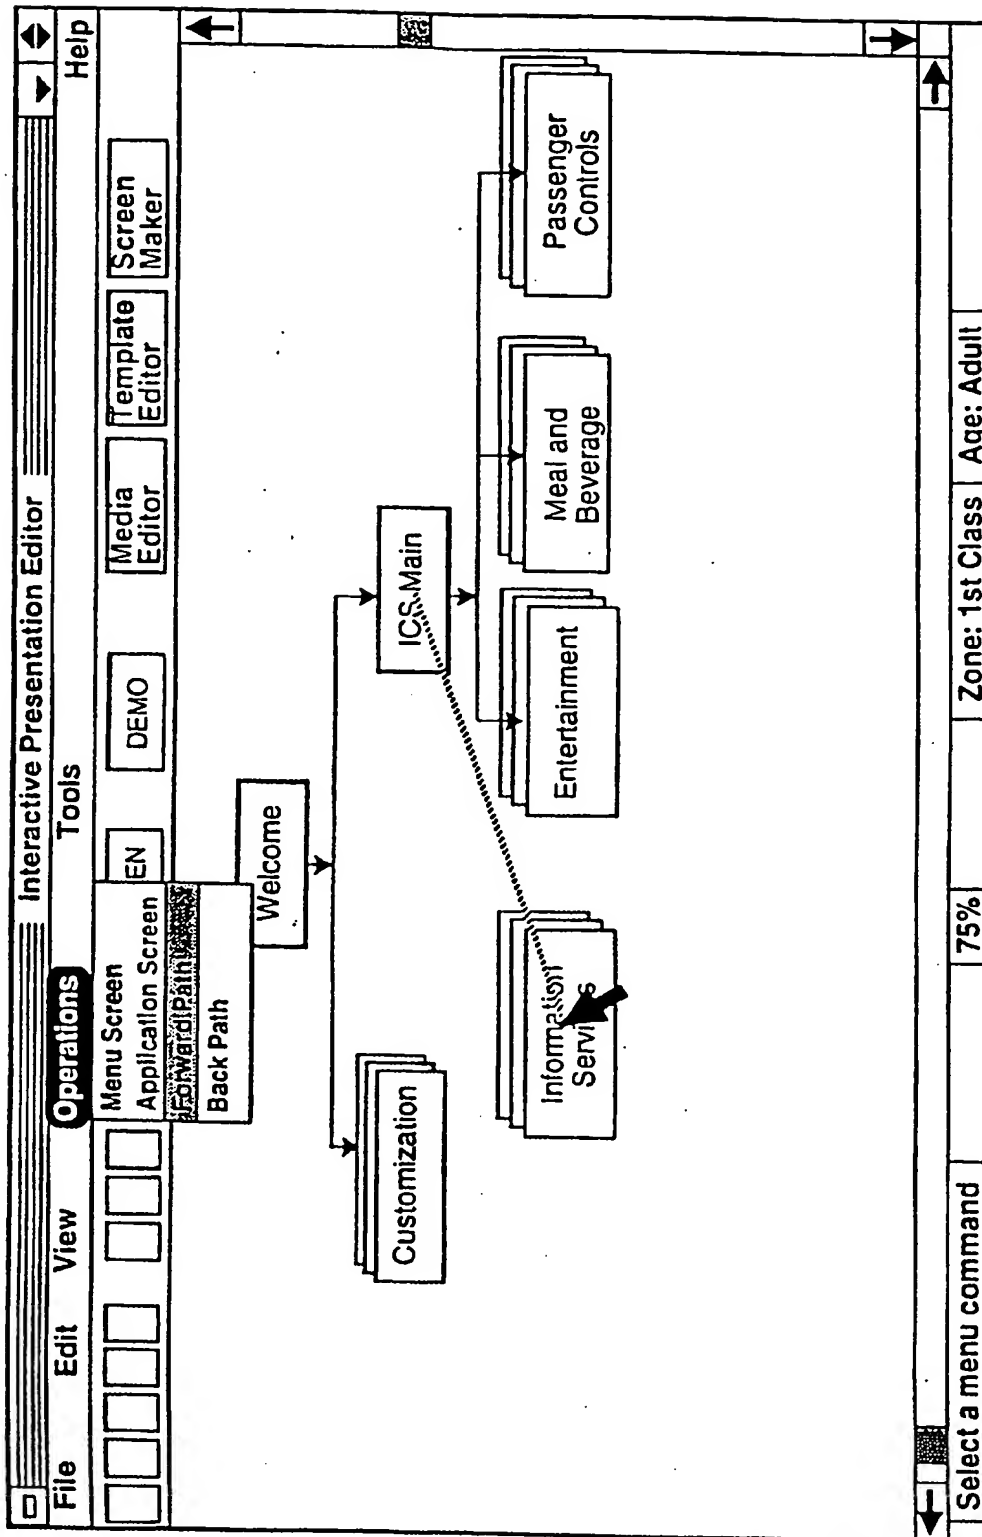 Interactive Presentation Editor
File Edit View Operations Tools Help
Menu Screen
Application Screen
Forward Path
Back Path
EN
DEMO
Media
Editor
Template
Editor
Screen
Maker
Welcome
Customization
ICS Main
Information
Services
Entertainment
Meal and
Beverage
Passenger
Controls
Select a menu command
75%
Zone: 1st Class
Age: Adult